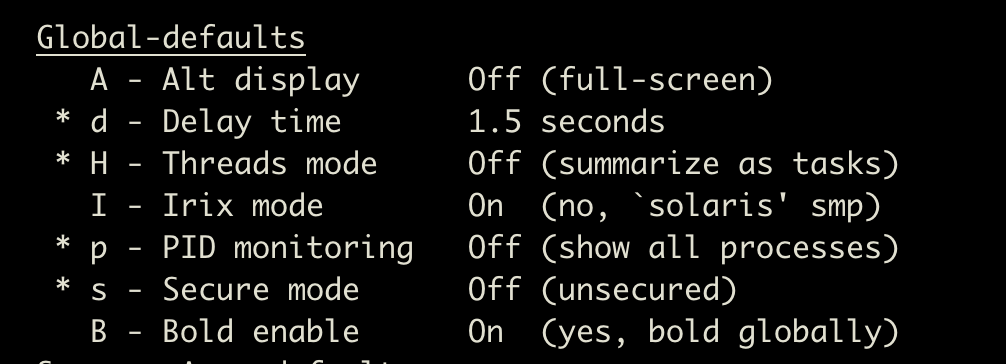 Global-defaults
A - Alt display Off (full-screen)
* d - Delay time 1.5 seconds
* H - Threads mode Off (summarize as tasks)
I - Irix mode On (no, `solaris' smp)
* p - PID monitoring Off (show all processes)
* s - Secure mode Off (unsecured)
B - Bold enable On (yes, bold globally)